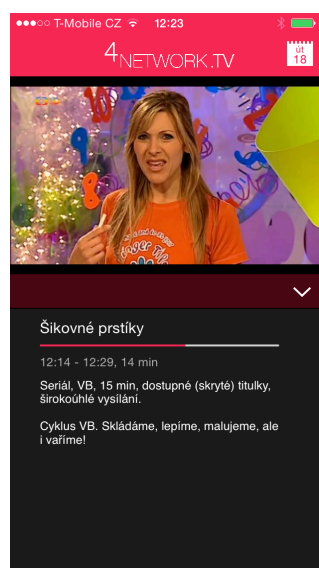 T-Mobile CZ 12:23
4NETWORK.TV
út
18
Šikovné prstíky
12:14 - 12:29, 14 min
Seriál, VB, 15 min, dostupné (skryté) titulky,
širokoúhlé vysílání.
Cyklus VB. Skládáme, lepíme, malujeme, ale
i vaříme!